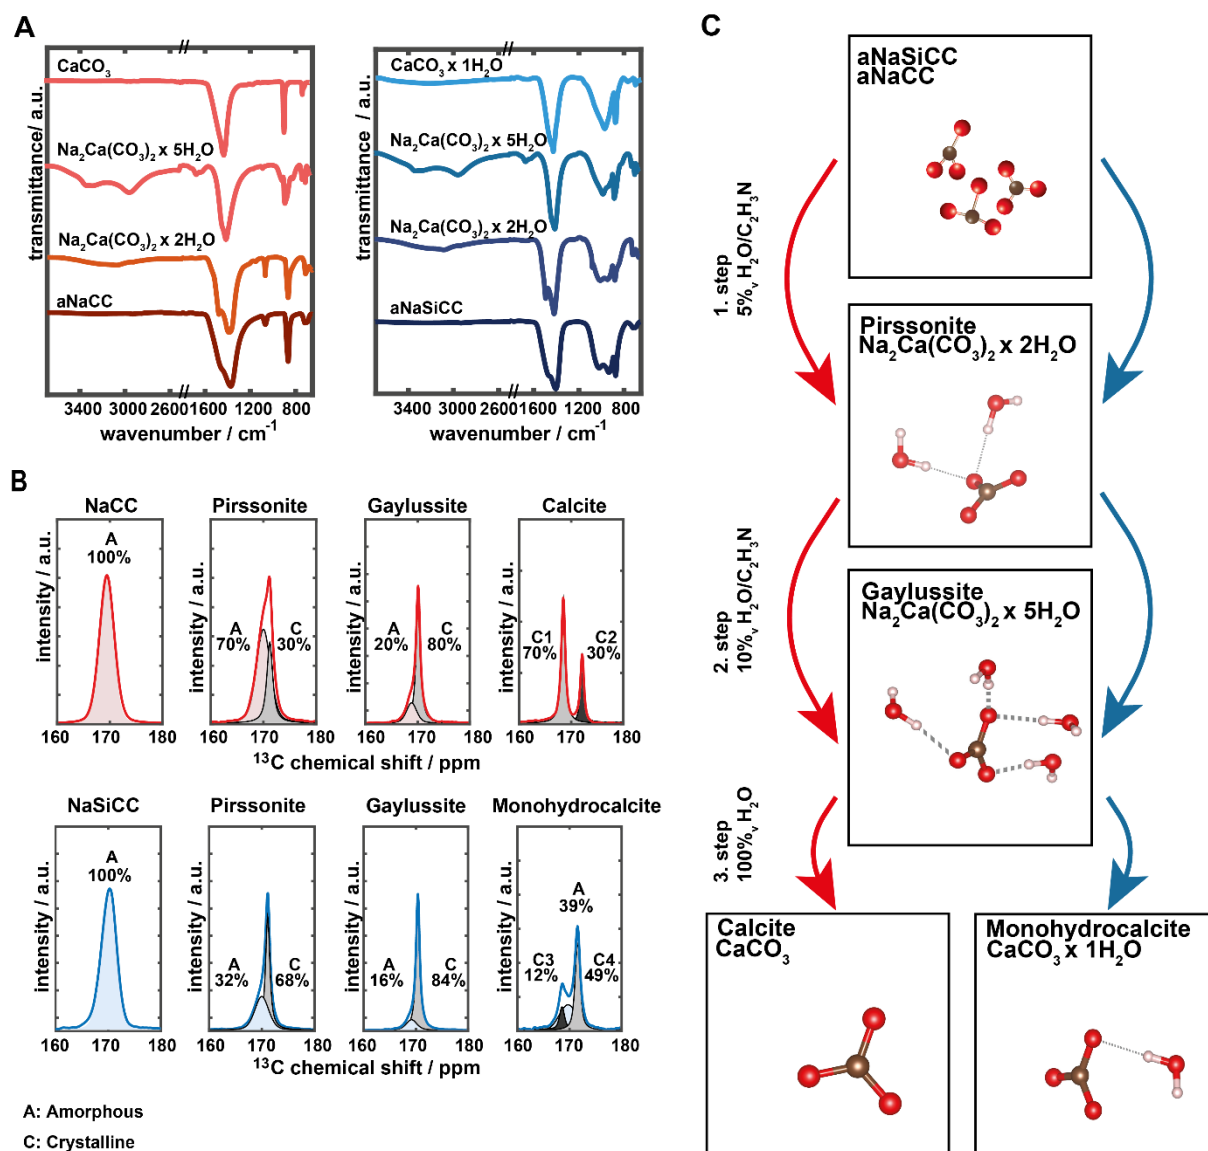 A
//
//
CaCO₃
Na₂Ca(CO₃)₂ x 5H₂O
Na₂Ca(CO₃)₂ x 2H₂O
aNaCC
transmittance/ a.u.
3400 3000 2600 1400 800
//
wavenumber / cm⁻¹
CaCO₃ x 1H₂O
Na₂Ca(CO₃)₂ x 5H₂O
Na₂Ca(CO₃)₂ x 2H₂O
aNaSiCC
transmittance / a.u.
3400 3000 2600 1400 800
//
wavenumber / cm⁻¹
B
NaCC
A
100%
intensity / a.u.
160 170 180
Pirssonite
A
70%
C
30%
intensity / a.u.
160 170 180
Gaylussite
A
20%
C
80%
intensity / a.u.
160 170 180
Calcite
C1
70%
C2
30%
intensity / a.u.
160 170 180
¹³C chemical shift / ppm
NaSiCC
A
100%
intensity / a.u.
160 170 180
Pirssonite
A
32%
C
68%
intensity / a.u.
160 170 180
Gaylussite
A
16%
C
84%
intensity / a.u.
160 170 180
Monohydrocalcite
A
39%
C3
12%
C4
49%
intensity / a.u.
160 170 180
¹³C chemical shift / ppm
A: Amorphous
C: Crystalline
C
aNaSiCC
aNaCC
1. step
5%ᵥ H₂O/C₂H₃N
Pirssonite
Na₂Ca(CO₃)₂ x 2H₂O
2. step
10%ᵥ H₂O/C₂H₃N
Gaylussite
Na₂Ca(CO₃)₂ x 5H₂O
3. step
100%ᵥ H₂O
Calcite
CaCO₃
Monohydrocalcite
CaCO₃ x 1H₂O